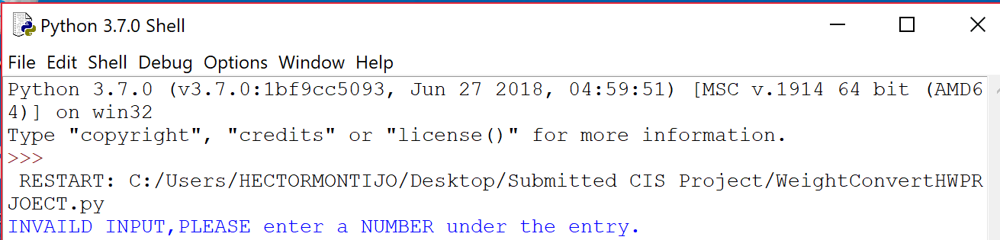 Python 3.7.0 Shell
File Edit Shell Debug Options Window Help
Python 3.7.0 (v3.7.0:1bf9cc5093, Jun 27 2018, 04:59:51) [MSC v.1914 64 bit (AMD6
4)] on win32
Type "copyright", "credits" or "license()" for more information.
>>>
RESTART: C:/Users/HECTORMONTIJO/Desktop/Submitted CIS Project/WeightConvertHWPR
JOECT.py
INVAILD INPUT,PLEASE enter a NUMBER under the entry.